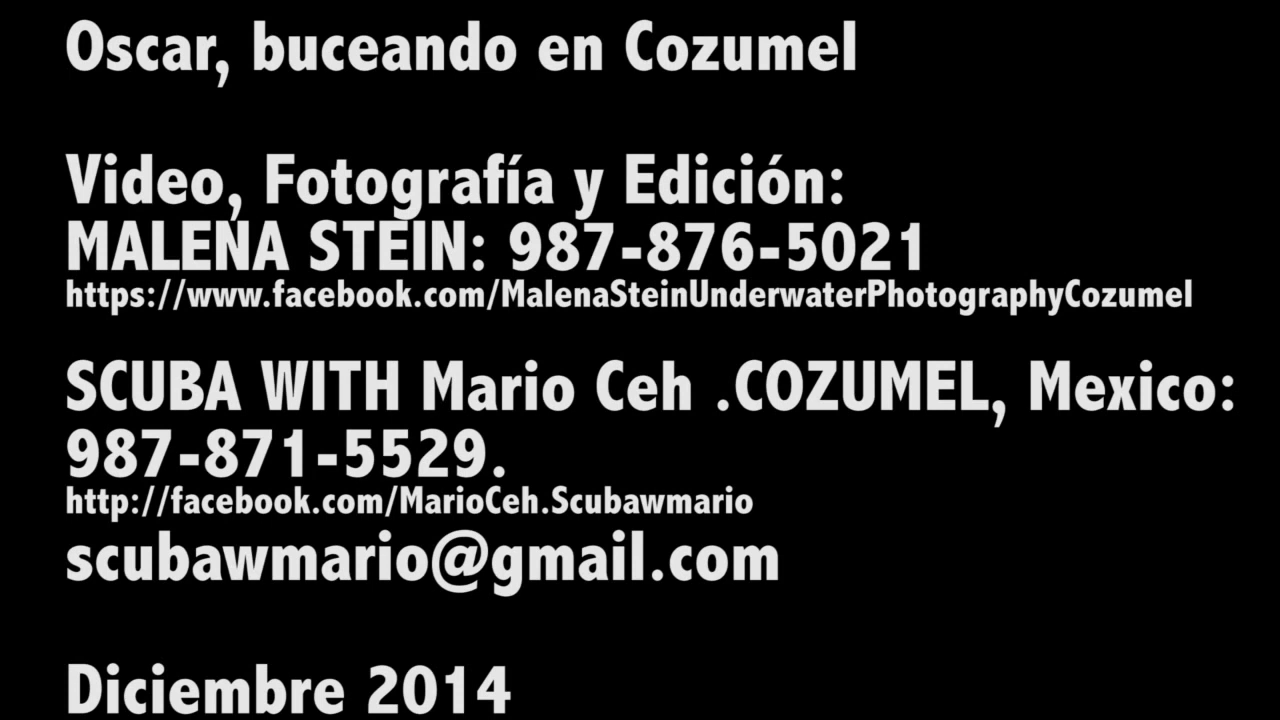 Oscar, buceando en Cozumel
Video, Fotografía y Edición:
MALENA STEIN: 987-876-5021
https://www.facebook.com/MalenaSteinUnderwaterPhotographyCozumel
SCUBA WITH Mario Ceh .COZUMEL, Mexico:
987-871-5529.
http://facebook.com/MarioCeh.Scubawmario
scubawmario@gmail.com
Diciembre 2014